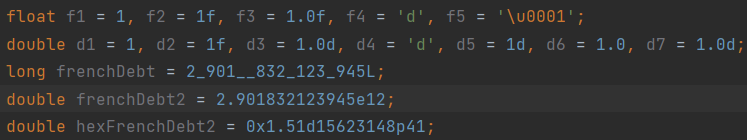 float f1 = 1, f2 = 1f, f3 = 1.0f, f4 = 'd', f5 = '\u0001';
double d1 = 1, d2 = 1f, d3 = 1.0d, d4 = 'd', d5 = 1d, d6 = 1.0, d7 = 1.0d;
long frenchDebt = 2_901__832_123_945L;
double frenchDebt2 = 2.901832123945e12;
double hexFrenchDebt2 = 0x1.51d15623148p41;